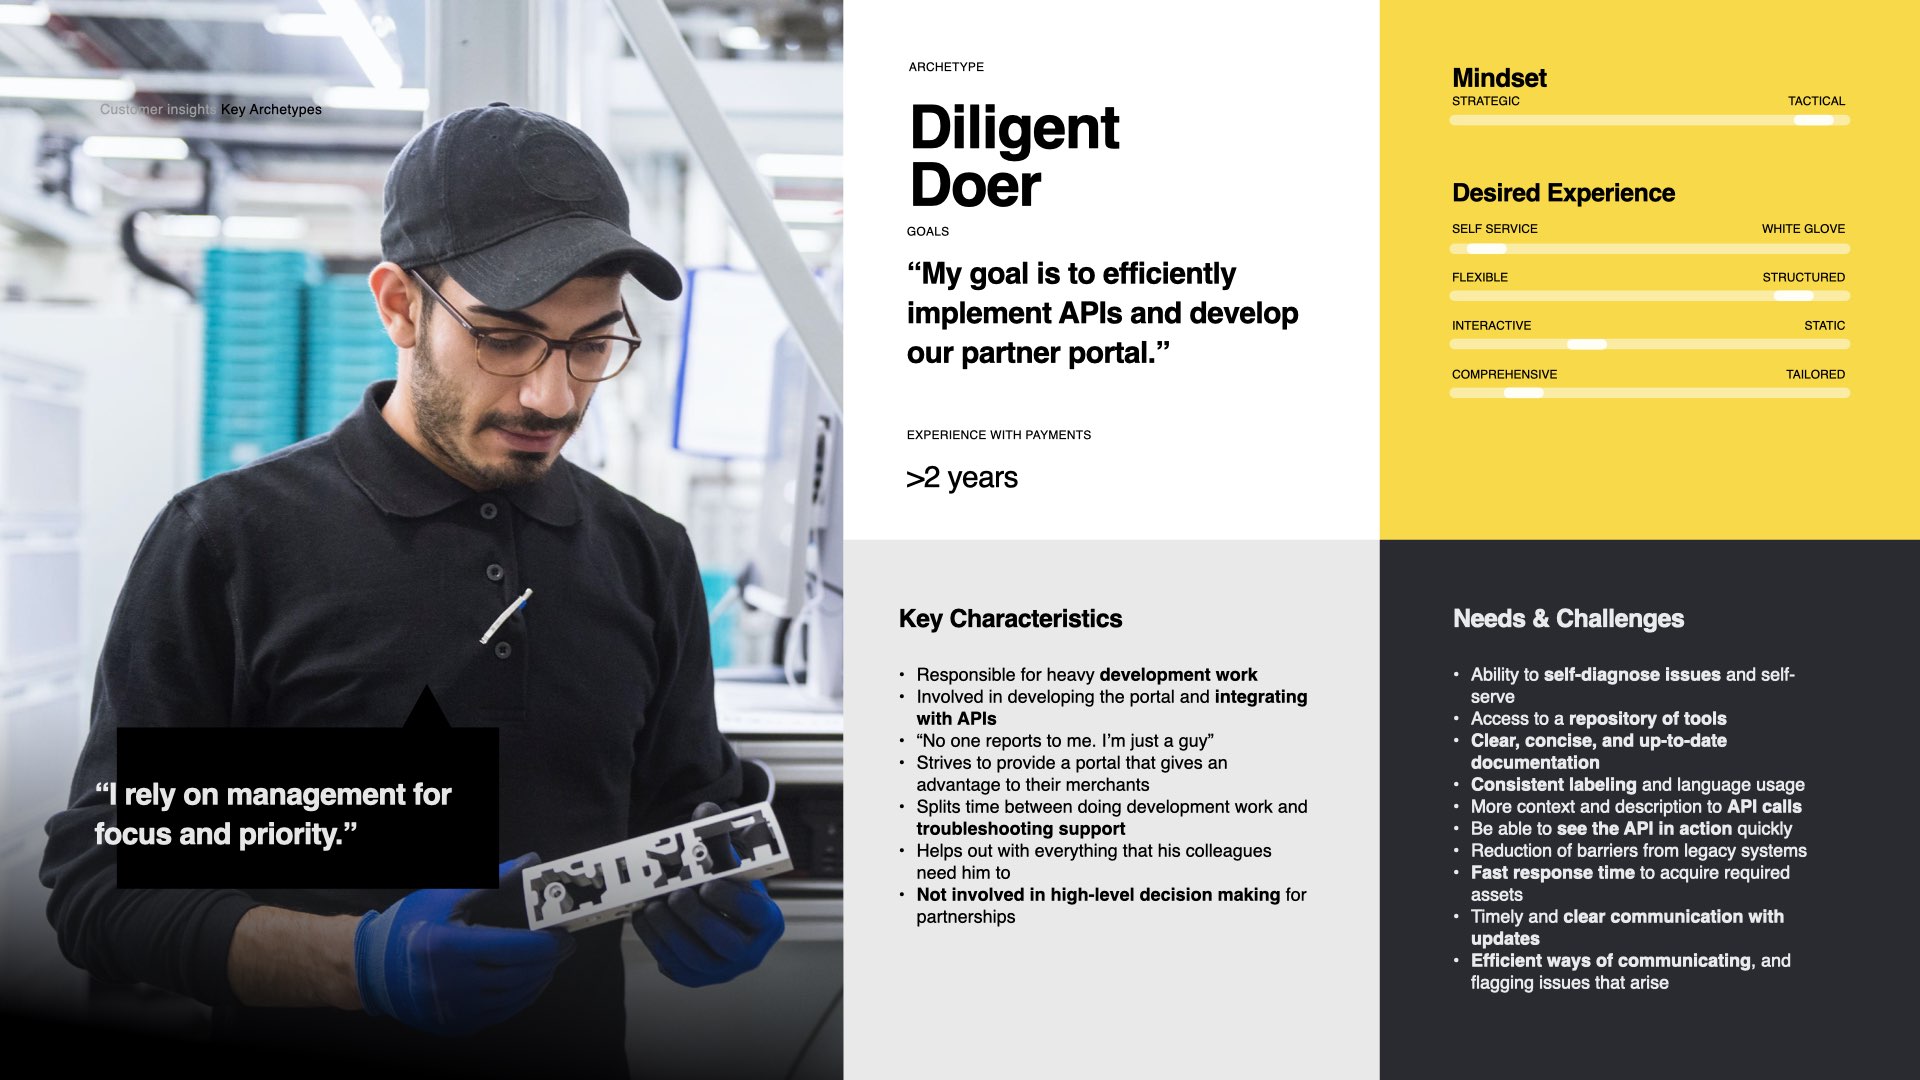 Customer insights Key Archetypes
“I rely on management for
focus and priority.”
ARCHETYPE
Diligent
Doer
GOALS
“My goal is to efficiently
implement APIs and develop
our partner portal.”
EXPERIENCE WITH PAYMENTS
>2 years
Mindset
STRATEGIC TACTICAL
Desired Experience
SELF SERVICE WHITE GLOVE
FLEXIBLE STRUCTURED
INTERACTIVE STATIC
COMPREHENSIVE TAILORED
Key Characteristics
• Responsible for heavy development work
• Involved in developing the portal and integrating
with APIs
• “No one reports to me. I’m just a guy”
• Strives to provide a portal that gives an
advantage to their merchants
• Splits time between doing development work and
troubleshooting support
• Helps out with everything that his colleagues
need him to
• Not involved in high-level decision making for
partnerships
Needs & Challenges
• Ability to self-diagnose issues and self-
serve
• Access to a repository of tools
• Clear, concise, and up-to-date
documentation
• Consistent labeling and language usage
• More context and description to API calls
• Be able to see the API in action quickly
• Reduction of barriers from legacy systems
• Fast response time to acquire required
assets
• Timely and clear communication with
updates
• Efficient ways of communicating, and
flagging issues that arise